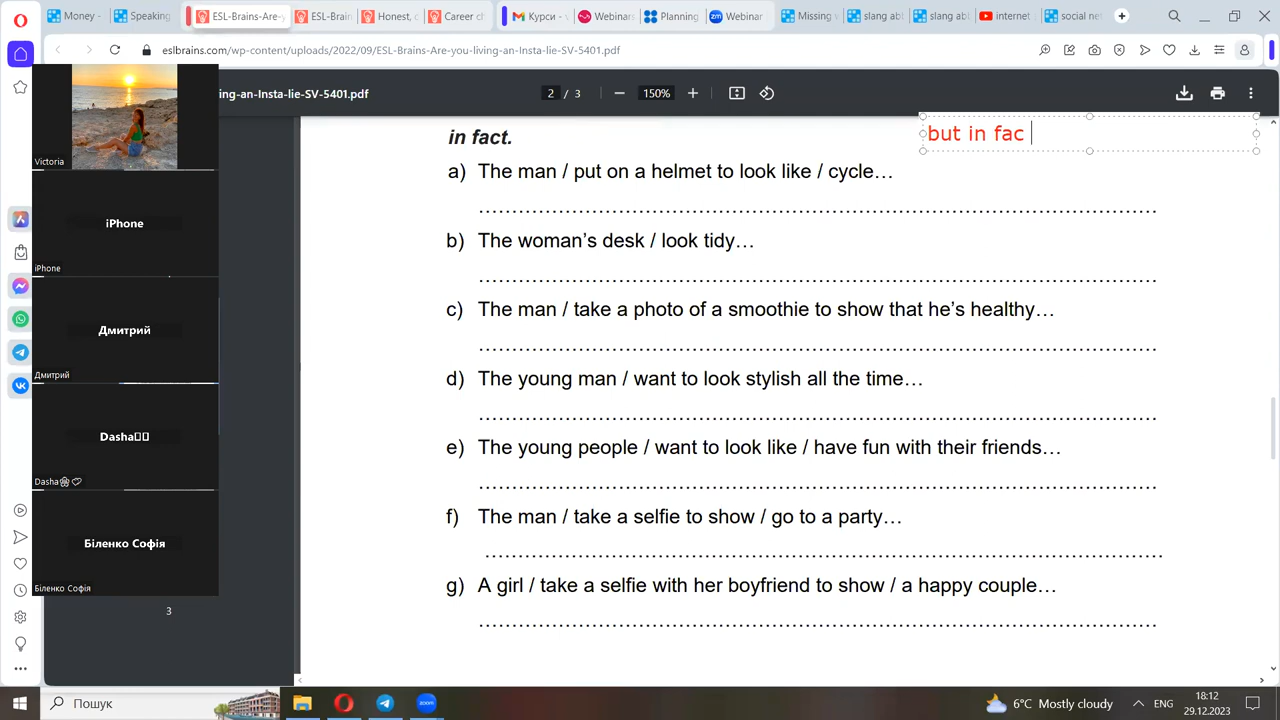 Money -
Speaking
ESL-Brains-Are-y
ESL-Brain
Honest, c
Career ch
Курси - v
Webinar
Planning
Webinar
Missing v
slang ab
slang ab
internet
social net
eslbrains.com/wp-content/uploads/2022/09/ESL-Brains-Are-you-living-an-Insta-lie-SV-5401.pdf
ing-an-Insta-lie-SV-5401.pdf
2 / 3
150%
but in fac
in fact.
a) The man / put on a helmet to look like / cycle…
b) The woman's desk / look tidy…
c) The man / take a photo of a smoothie to show that he's healthy…
d) The young man / want to look stylish all the time…
e) The young people / want to look like / have fun with their friends…
f) The man / take a selfie to show / go to a party…
g) A girl / take a selfie with her boyfriend to show / a happy couple…
Victoria
iPhone
iPhone
Дмитрий
Дмитрий
Dasha
Dasha
Біленко Софія
Біленко Софія
3
Пошук
zoom
6°C Mostly cloudy
ENG
18:12
29.12.2023